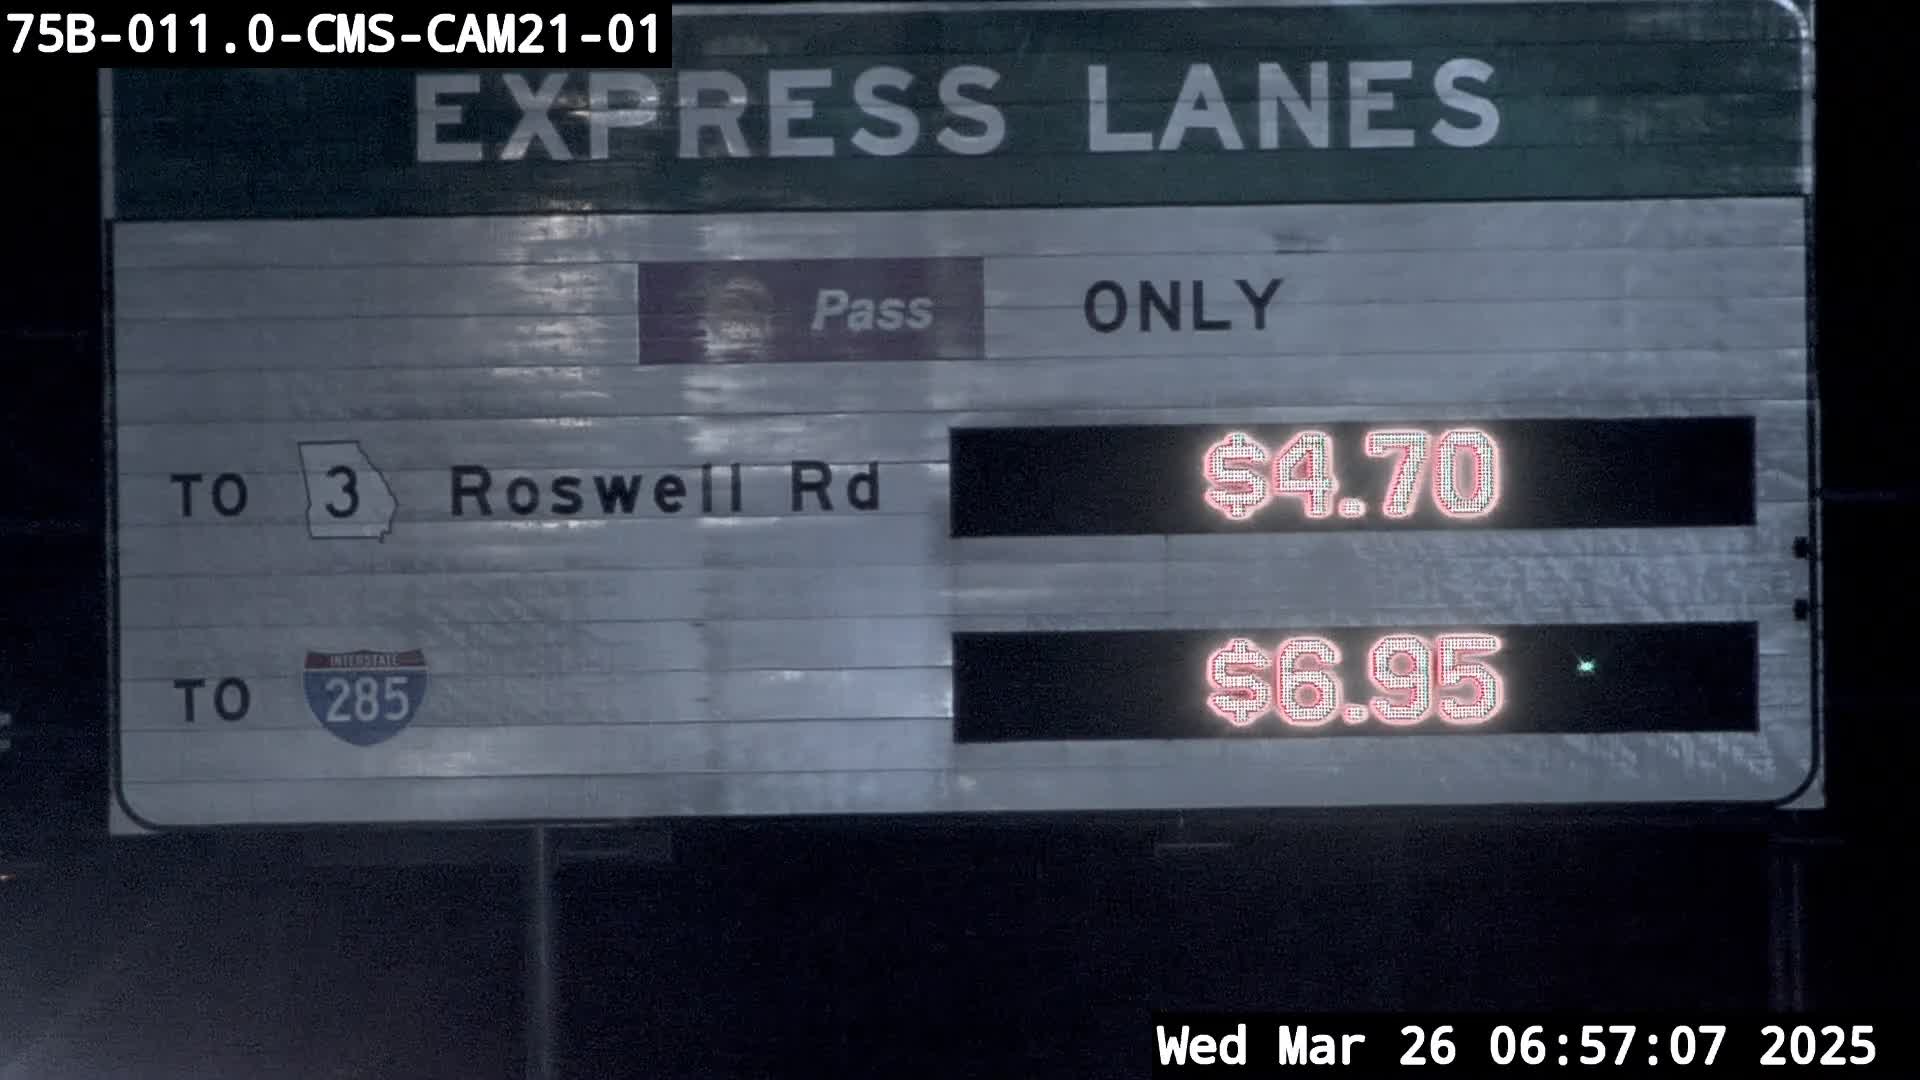 75B-011.0-CMS-CAM21-01
EXPRESS LANES
Pass ONLY
TO 3 Roswell Rd $4.70
INTERSTATE
TO 285 $6.95
Wed Mar 26 06:57:07 2025